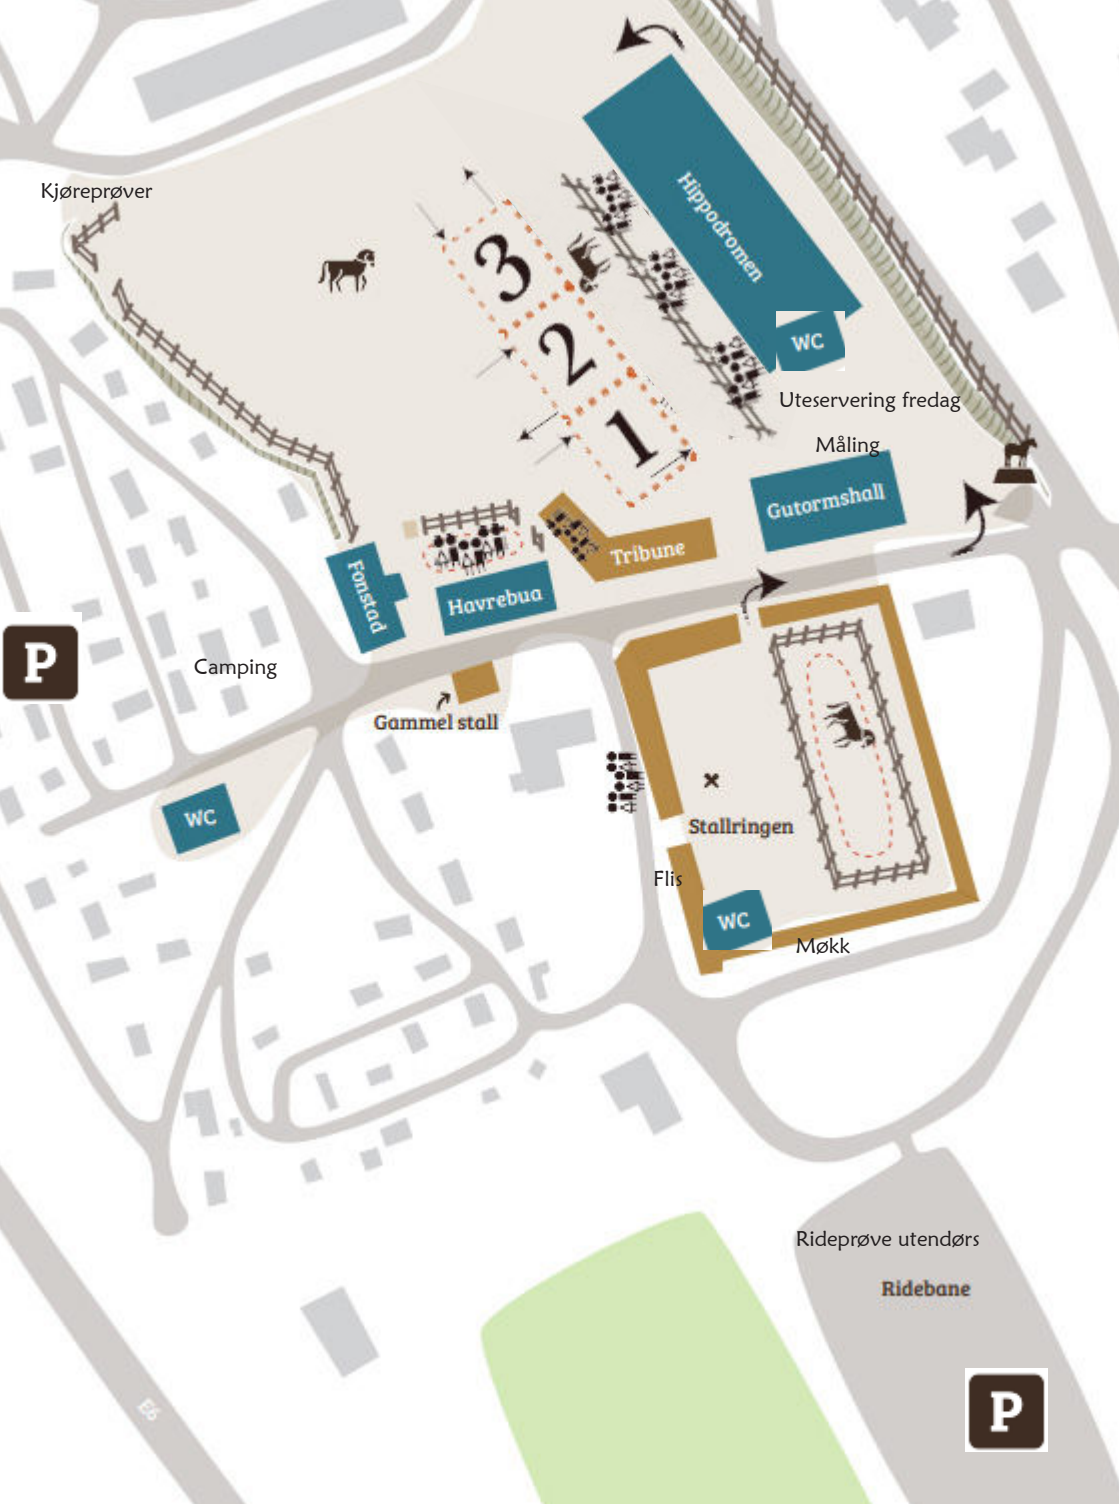 Kjøreprøver
Hippodromen
3
2
1
WC
Uteservering fredag
Måling
Gutormshall
Tribune
Havrebua
Fonstad
P
Camping
Gammel stall
WC
Stallringen
Flis
WC
Møkk
Rideprøve utendørs
Ridebane
P
E6